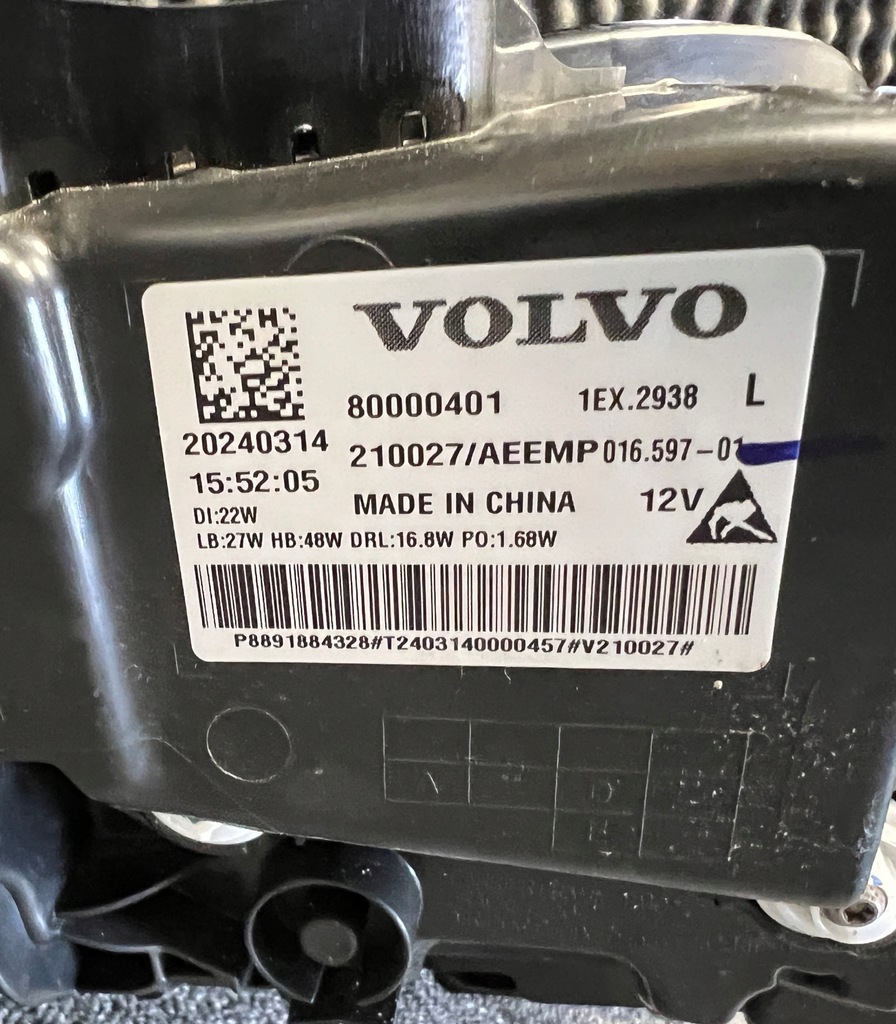 VOLVO
80000401 1EX.2938 L
20240314
210027/AEEMP 016.597-01
15:52:05
MADE IN CHINA 12V
DI:22W
LB:27W HB:48W DRL:16.8W PO:1.68W
P8891884328#T2403140000457#V210027#
A
D